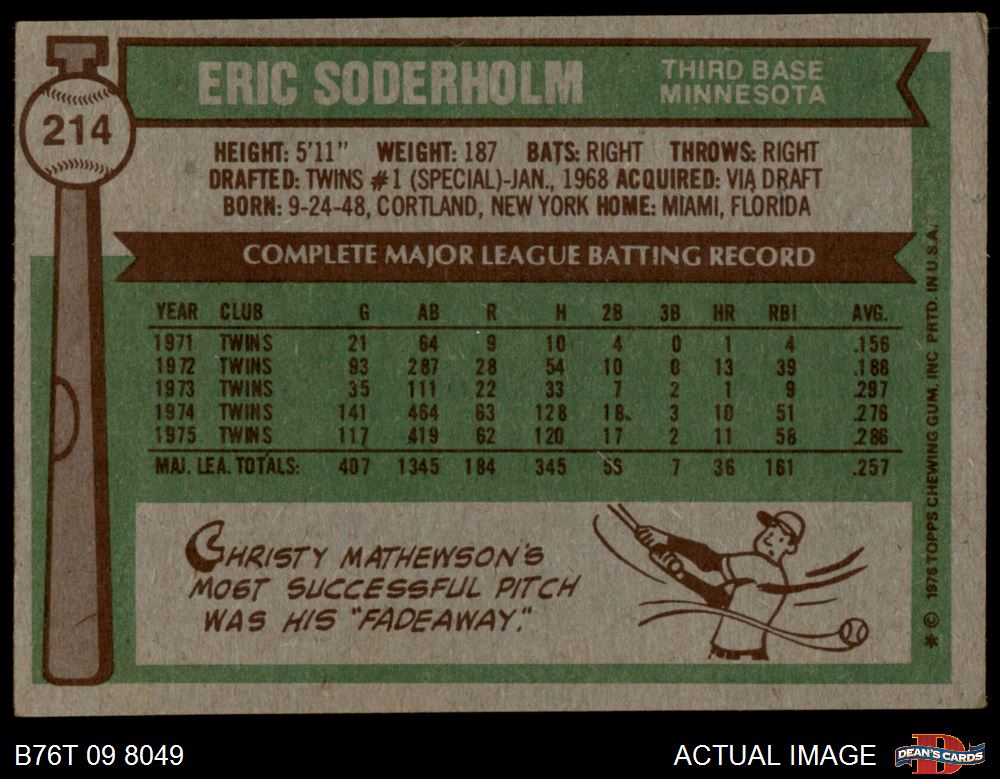 214
ERIC SODERHOLM
THIRD BASE
MINNESOTA
HEIGHT: 5'11" WEIGHT: 187 BATS: RIGHT THROWS: RIGHT
DRAFTED: TWINS #1 (SPECIAL)-JAN., 1968 ACQUIRED: VIA DRAFT
BORN: 9-24-48, CORTLAND, NEW YORK HOME: MIAMI, FLORIDA
COMPLETE MAJOR LEAGUE BATTING RECORD
YEAR CLUB G AB R H 2B 3B HR RBI AVG.
1971 TWINS 21 64 9 10 4 0 1 4 .156
1972 TWINS 93 287 28 54 10 0 13 39 .188
1973 TWINS 35 111 22 33 7 2 1 9 .297
1974 TWINS 141 464 63 128 18 3 10 51 .276
1975 TWINS 117 419 62 120 17 2 11 58 .286
MAJ. LEA. TOTALS: 407 1345 184 345 56 7 36 161 .257
CHRISTY MATHEWSON'S
MOST SUCCESSFUL PITCH
WAS HIS "FADEAWAY."
* © 1976 TOPPS CHEWING GUM, INC. PRTD. IN U.S.A.
B76T 09 8049
ACTUAL IMAGE
DEAN'S CARDS